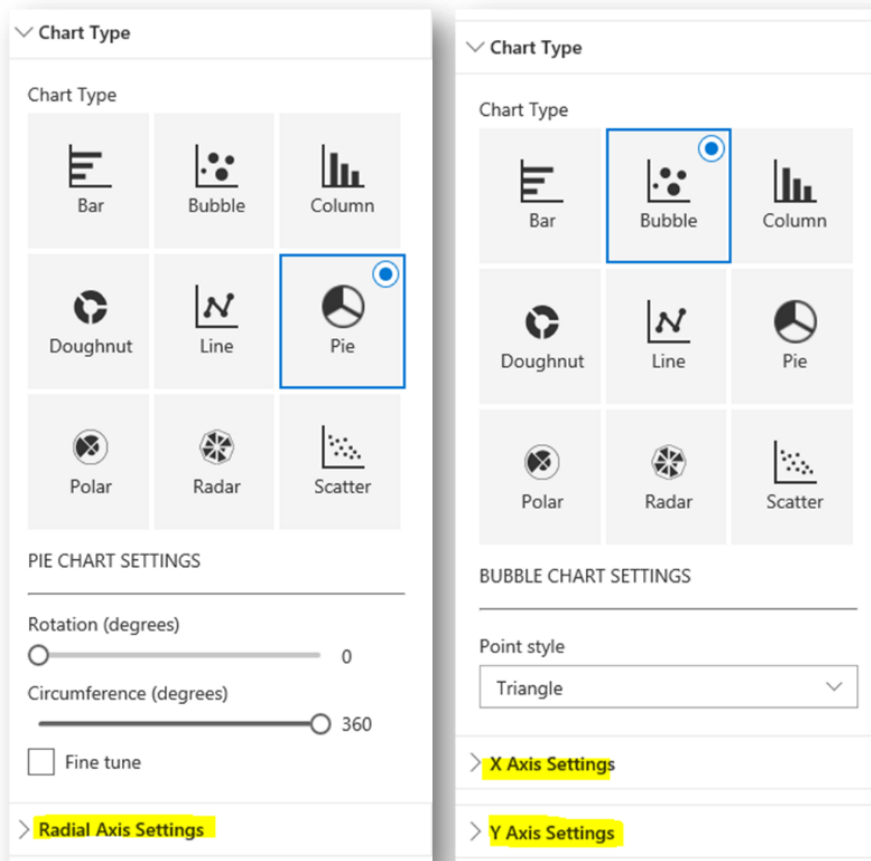 Chart Type
Chart Type
Bar Bubble Column
Doughnut Line Pie
Polar Radar Scatter
PIE CHART SETTINGS
Rotation (degrees)
0
Circumference (degrees)
360
Fine tune
Radial Axis Settings
Chart Type
Chart Type
Bar Bubble Column
Doughnut Line Pie
Polar Radar Scatter
BUBBLE CHART SETTINGS
Point style
Triangle
X Axis Settings
Y Axis Settings